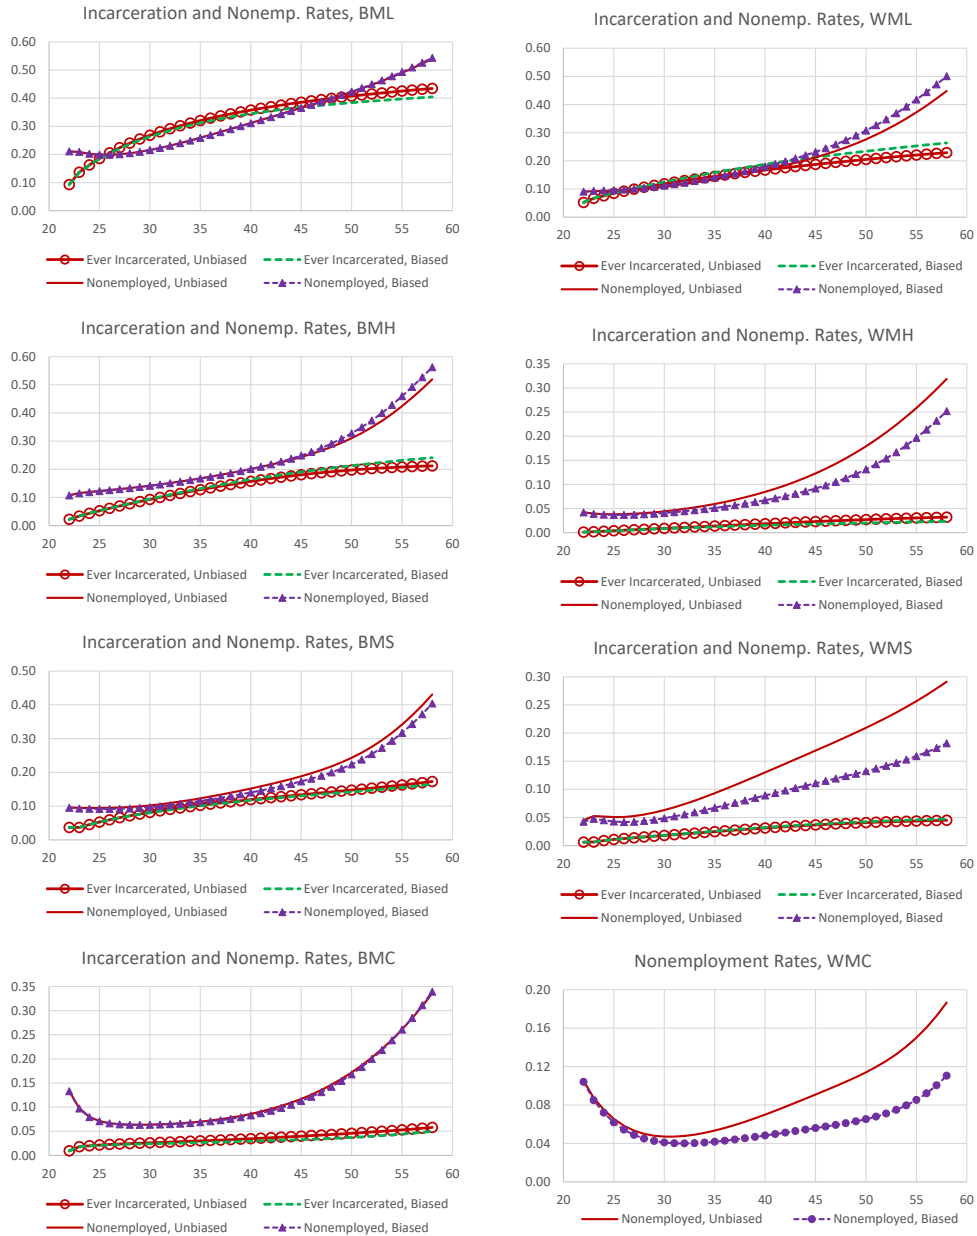 Incarceration and Nonemp. Rates, BML
0.60
0.50
0.40
0.30
0.20
0.10
0.00
20 25 30 35 40 45 50 55 60
Ever Incarcerated, Unbiased Ever Incarcerated, Biased
Nonemployed, Unbiased Nonemployed, Biased
Incarceration and Nonemp. Rates, WML
0.60
0.50
0.40
0.30
0.20
0.10
0.00
20 25 30 35 40 45 50 55 60
Ever Incarcerated, Unbiased Ever Incarcerated, Biased
Nonemployed, Unbiased Nonemployed, Biased
Incarceration and Nonemp. Rates, BMH
0.60
0.50
0.40
0.30
0.20
0.10
0.00
20 25 30 35 40 45 50 55 60
Ever Incarcerated, Unbiased Ever Incarcerated, Biased
Nonemployed, Unbiased Nonemployed, Biased
Incarceration and Nonemp. Rates, WMH
0.35
0.30
0.25
0.20
0.15
0.10
0.05
0.00
20 25 30 35 40 45 50 55 60
Ever Incarcerated, Unbiased Ever Incarcerated, Biased
Nonemployed, Unbiased Nonemployed, Biased
Incarceration and Nonemp. Rates, BMS
0.50
0.40
0.30
0.20
0.10
0.00
20 25 30 35 40 45 50 55 60
Ever Incarcerated, Unbiased Ever Incarcerated, Biased
Nonemployed, Unbiased Nonemployed, Biased
Incarceration and Nonemp. Rates, WMS
0.30
0.25
0.20
0.15
0.10
0.05
0.00
20 25 30 35 40 45 50 55 60
Ever Incarcerated, Unbiased Ever Incarcerated, Biased
Nonemployed, Unbiased Nonemployed, Biased
Incarceration and Nonemp. Rates, BMC
0.35
0.30
0.25
0.20
0.15
0.10
0.05
0.00
20 25 30 35 40 45 50 55 60
Ever Incarcerated, Unbiased Ever Incarcerated, Biased
Nonemployed, Unbiased Nonemployed, Biased
Nonemployment Rates, WMC
0.20
0.16
0.12
0.08
0.04
0.00
20 25 30 35 40 45 50 55 60
Nonemployed, Unbiased Nonemployed, Biased